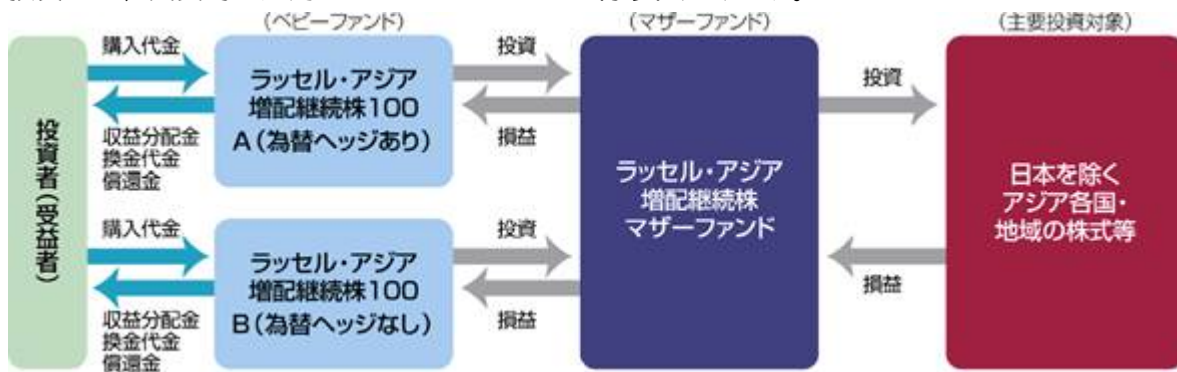 (ベビーファンド)
(マザーファンド)
(主要投資対象)
投資者(受益者)
購入代金
収益分配金
換金代金
償還金
ラッセル・アジア
増配継続株100
A(為替ヘッジあり)
投資
損益
購入代金
収益分配金
換金代金
償還金
ラッセル・アジア
増配継続株100
B(為替ヘッジなし)
投資
損益
ラッセル・アジア
増配継続株
マザーファンド
投資
損益
日本を除く
アジア各国・
地域の株式等